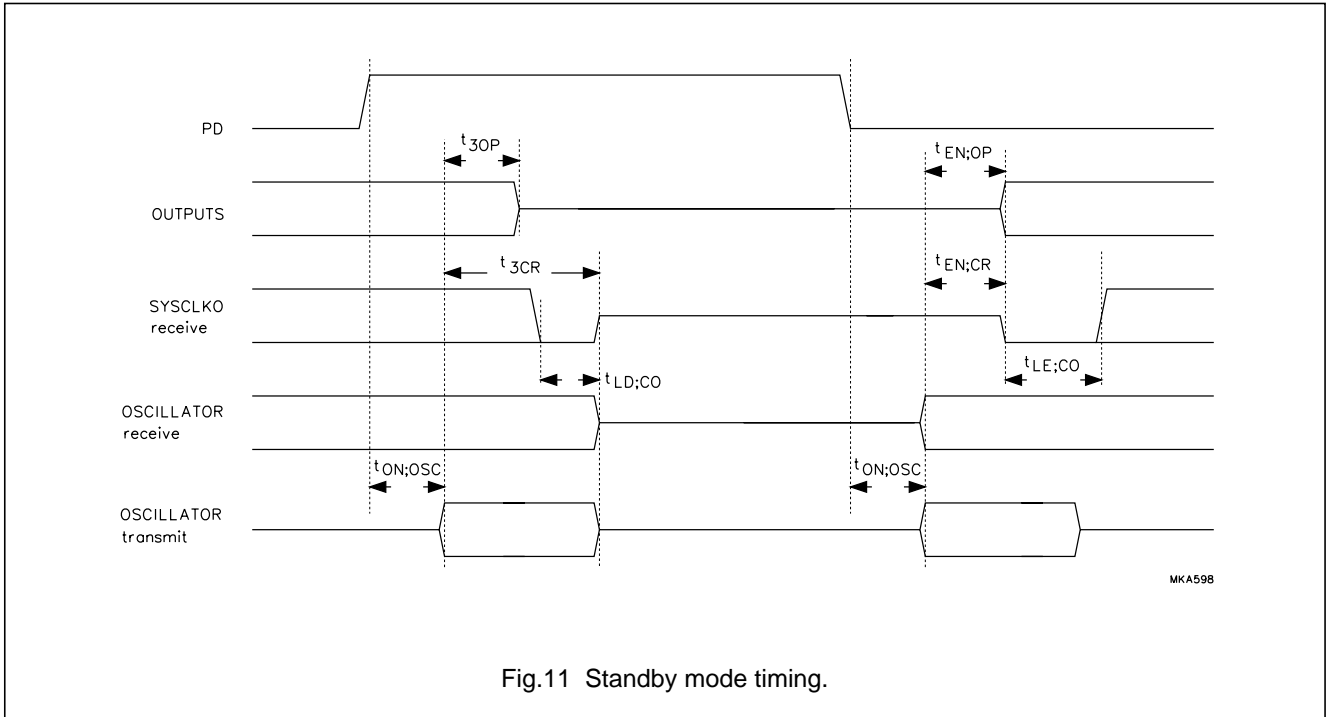 PD
t3OP
tEN;OP
OUTPUTS
t3CR
tEN;CR
SYSCLKO
receive
tLD;CO
tLE;CO
OSCILLATOR
receive
tON;OSC
tON;OSC
OSCILLATOR
transmit
MKA598
Fig.11 Standby mode timing.